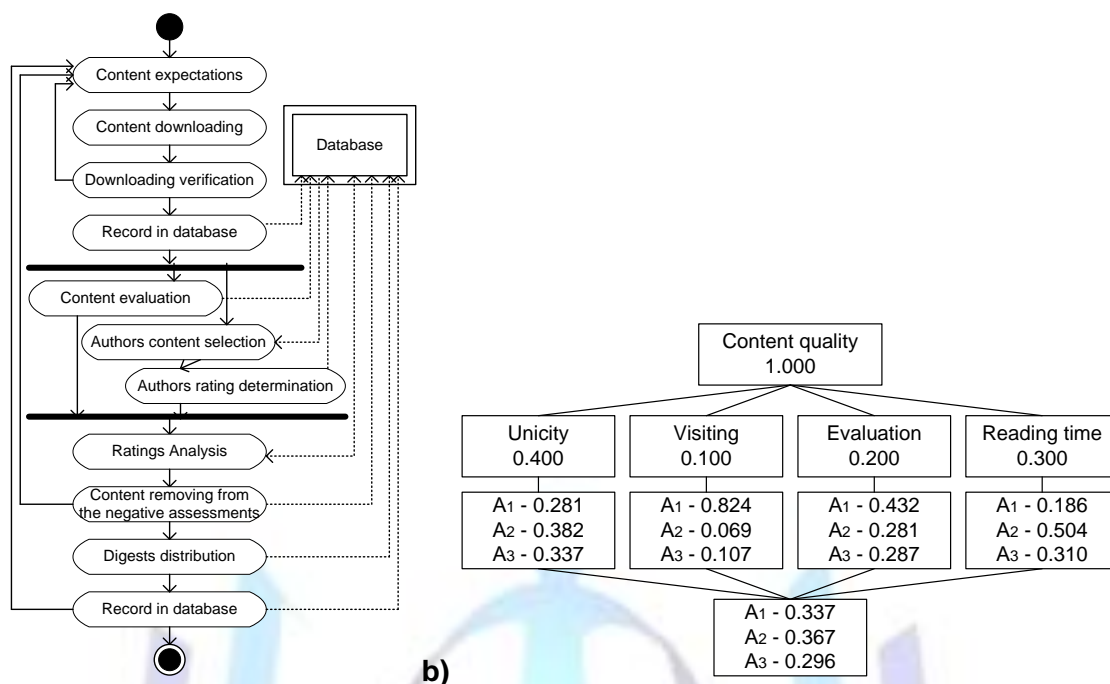 Content expectations
Content downloading
Database
Downloading verification
Record in database
Content evaluation
Authors content selection
Authors rating determination
Ratings Analysis
Content removing from
the negative assessments
Digests distribution
Record in database
b)
Content quality
1.000
Unicity
0.400
Visiting
0.100
Evaluation
0.200
Reading time
0.300
A1 - 0.281
A2 - 0.382
A3 - 0.337
A1 - 0.824
A2 - 0.069
A3 - 0.107
A1 - 0.432
A2 - 0.281
A3 - 0.287
A1 - 0.186
A2 - 0.504
A3 - 0.310
A1 - 0.337
A2 - 0.367
A3 - 0.296